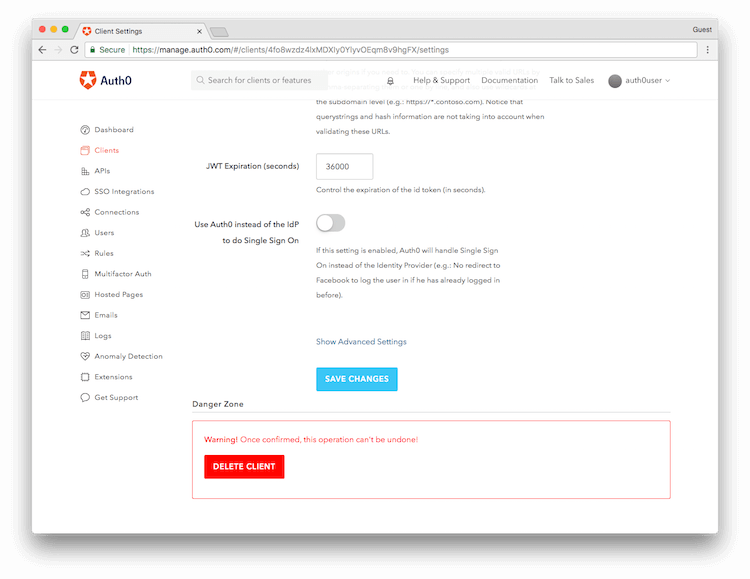 Client Settings
Guest
Secure https://manage.auth0.com/#/clients/4fo8wzdz4lxMDXIy0YIyvOEqm8v9hgFX/settings
Auth0
Search for clients or features
Help & Support
Documentation
Talk to Sales
auth0user
the subdomain level (e.g.: https://*.contoso.com). Notice that
querystrings and hash information are not taking into account when
validating these URLs.
Dashboard
Clients
APIs
SSO Integrations
Connections
Users
Rules
Multifactor Auth
Hosted Pages
Emails
Logs
Anomaly Detection
Extensions
Get Support
JWT Expiration (seconds)
36000
Control the expiration of the id token (in seconds).
Use Auth0 instead of the IdP
to do Single Sign On
If this setting is enabled, Auth0 will handle Single Sign
On instead of the Identity Provider (e.g.: No redirect to
Facebook to log the user in if he has already logged in
before).
Show Advanced Settings
SAVE CHANGES
Danger Zone
Warning! Once confirmed, this operation can't be undone!
DELETE CLIENT